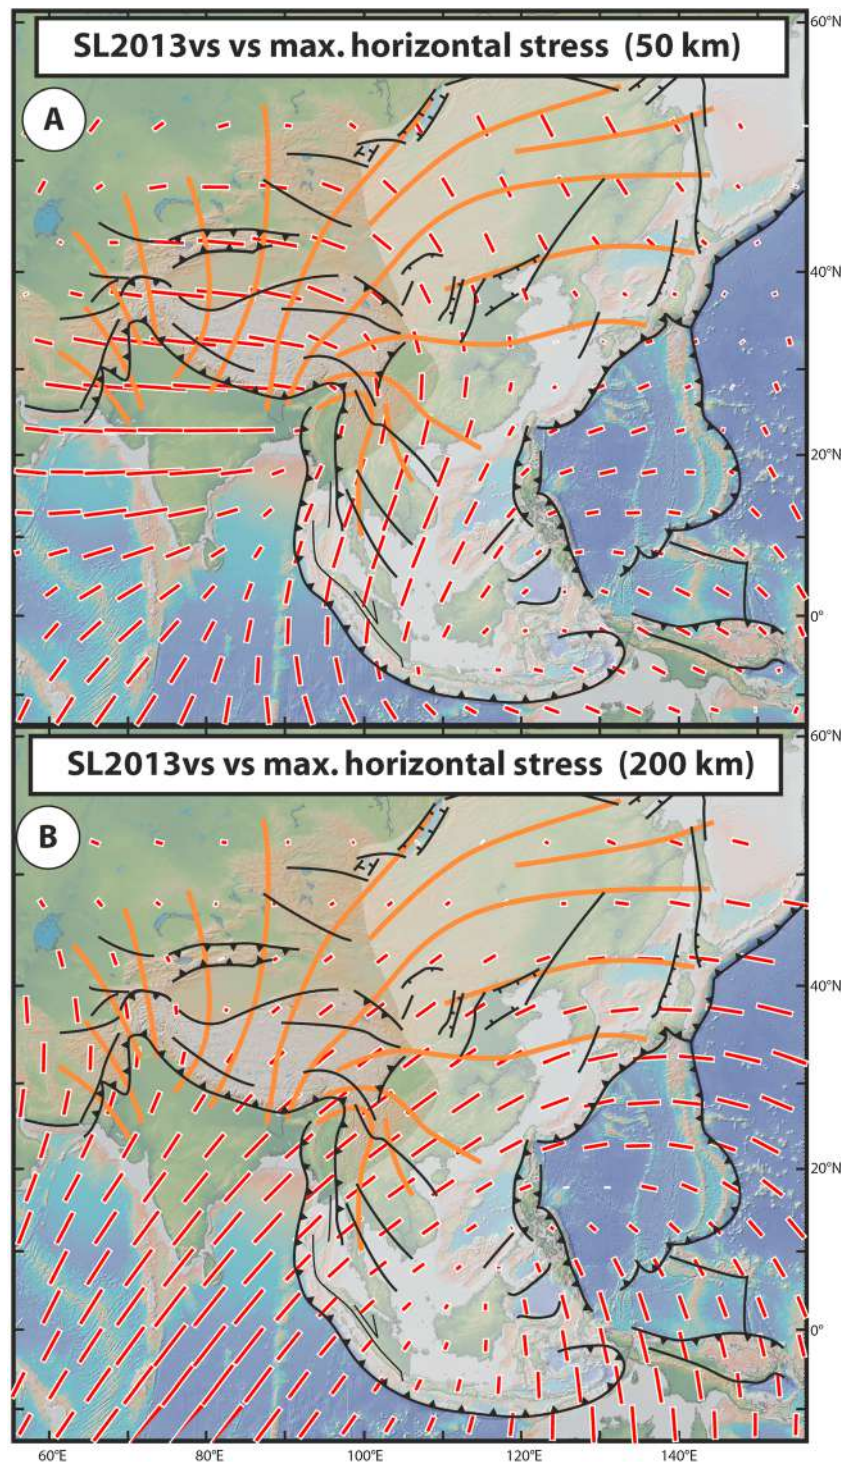 SL2013vs vs max. horizontal stress (50 km)
A
60°N
40°N
20°N
0°
SL2013vs vs max. horizontal stress (200 km)
B
60°N
40°N
20°N
0°
60°E 80°E 100°E 120°E 140°E